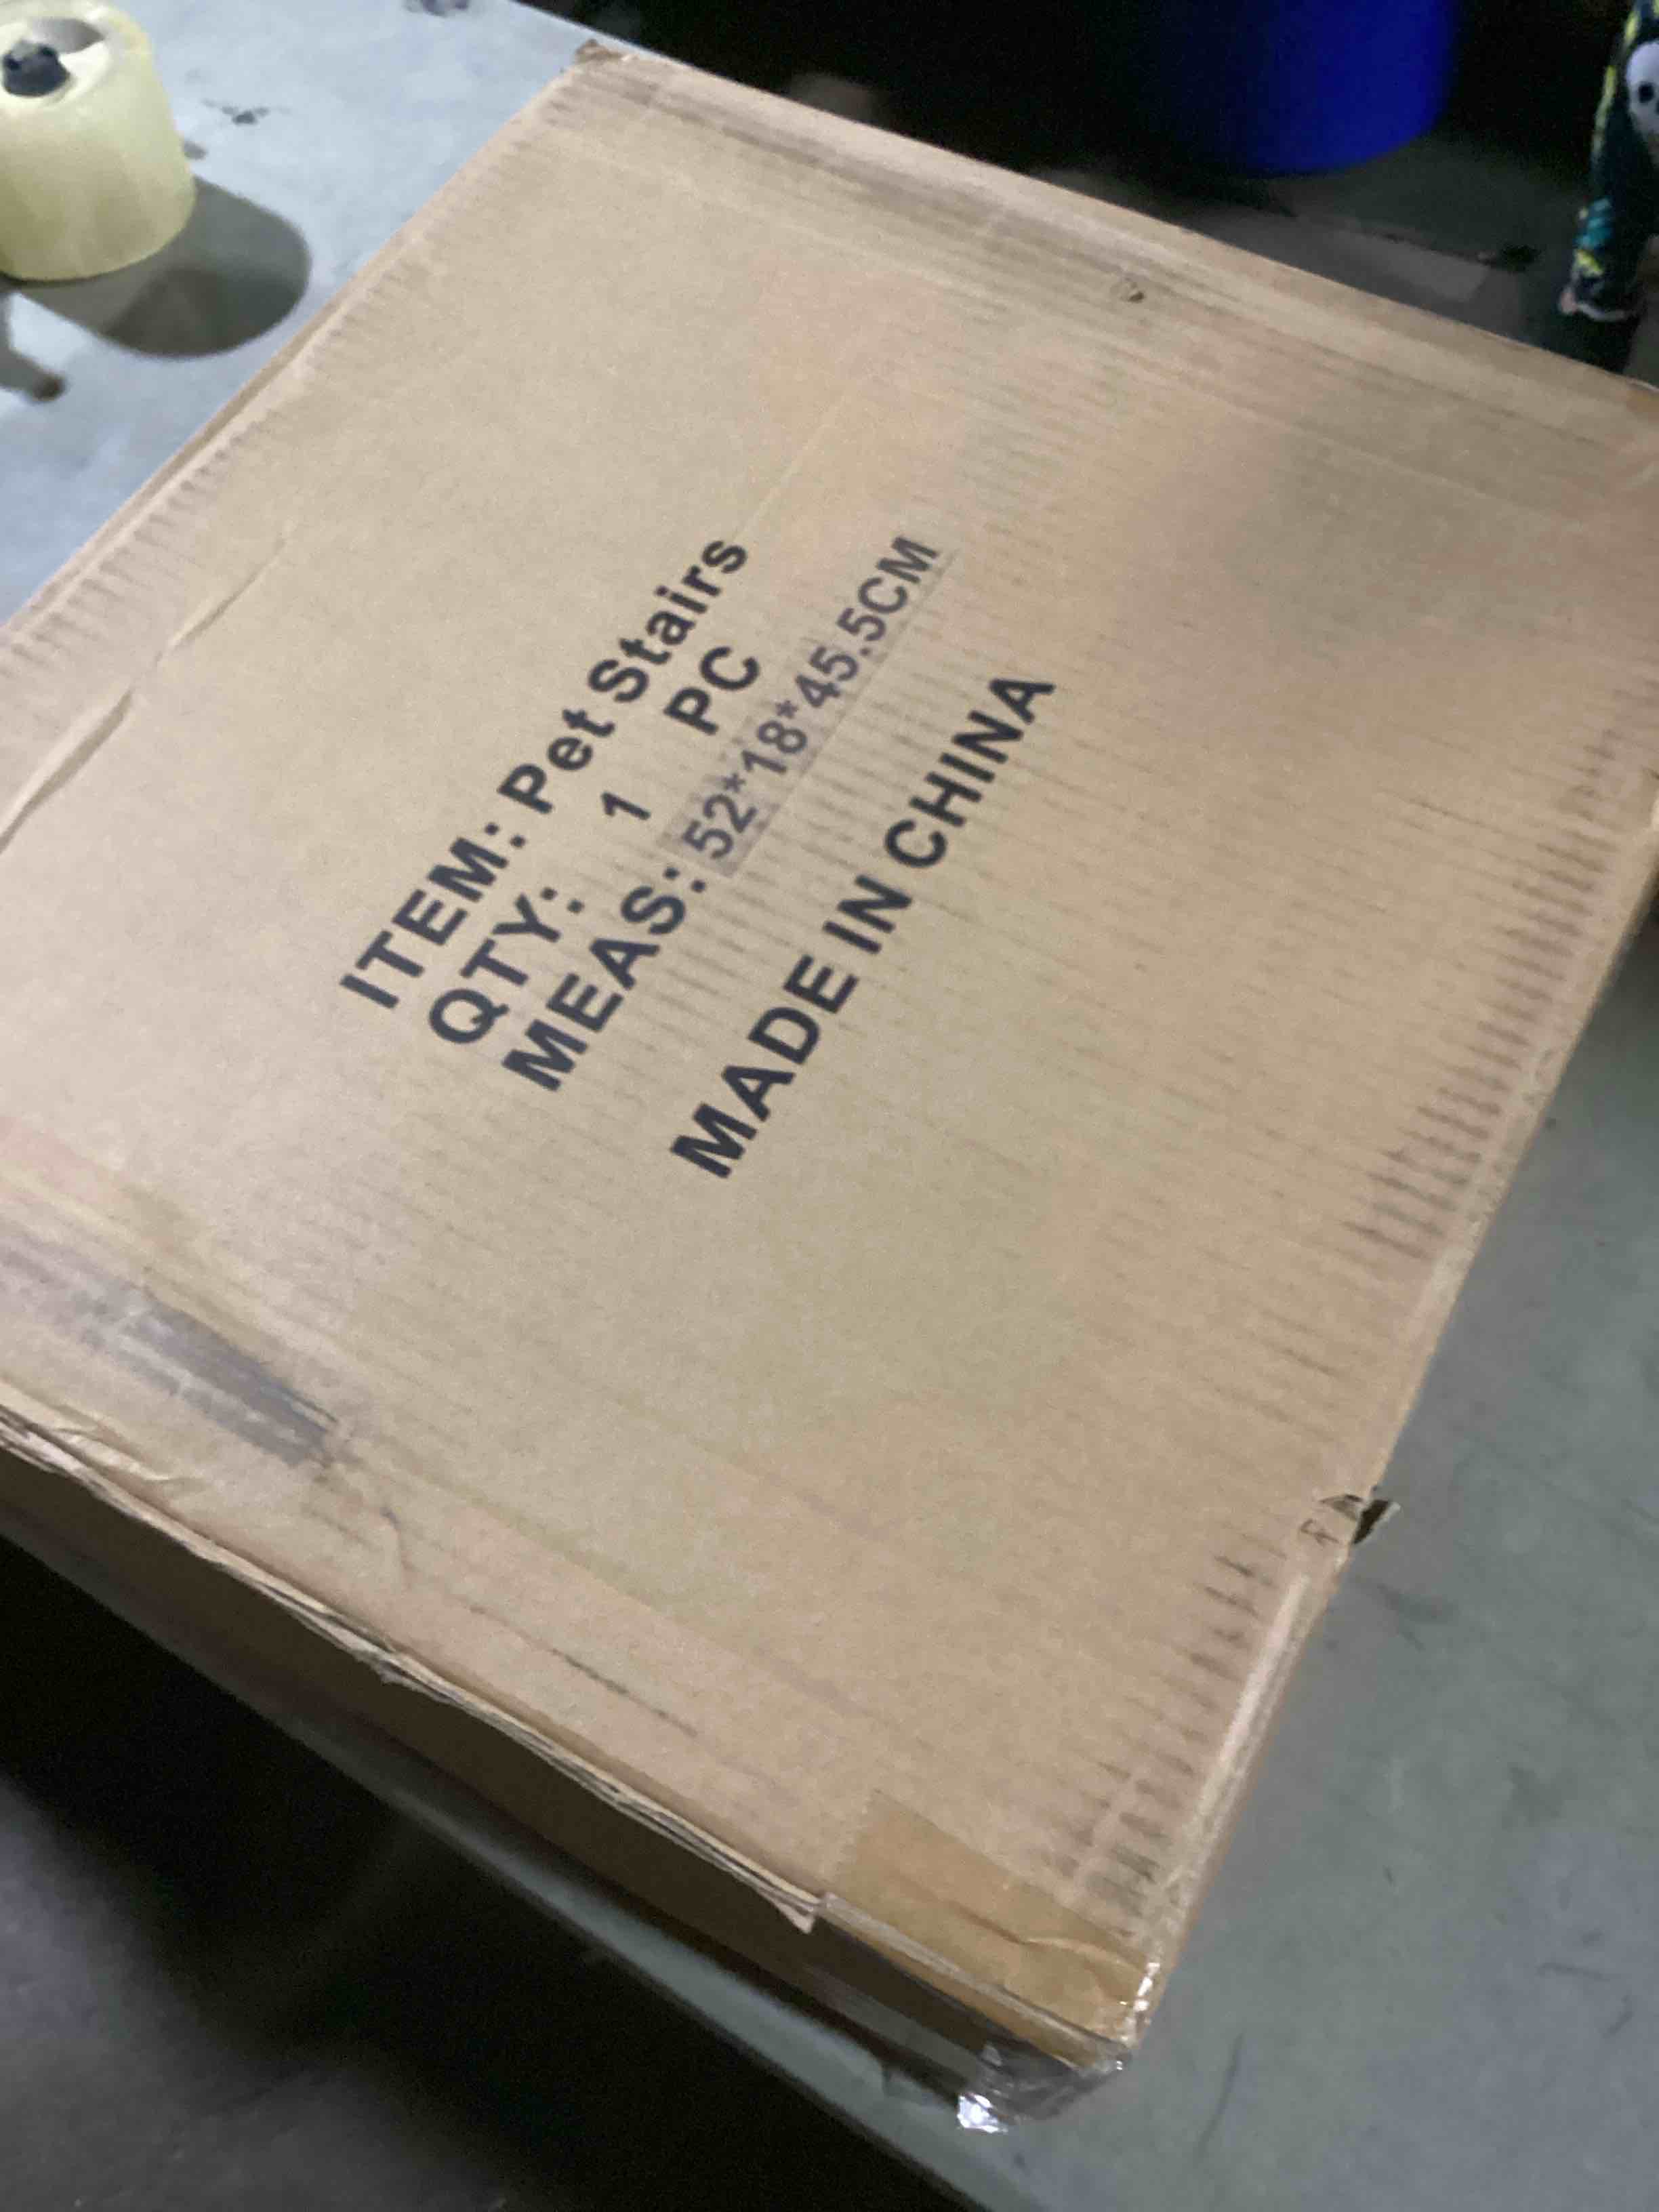 ITEM: Pet Stairs
QTY: 1 PC
MEAS: 52*18*45.5CM
MADE IN CHINA